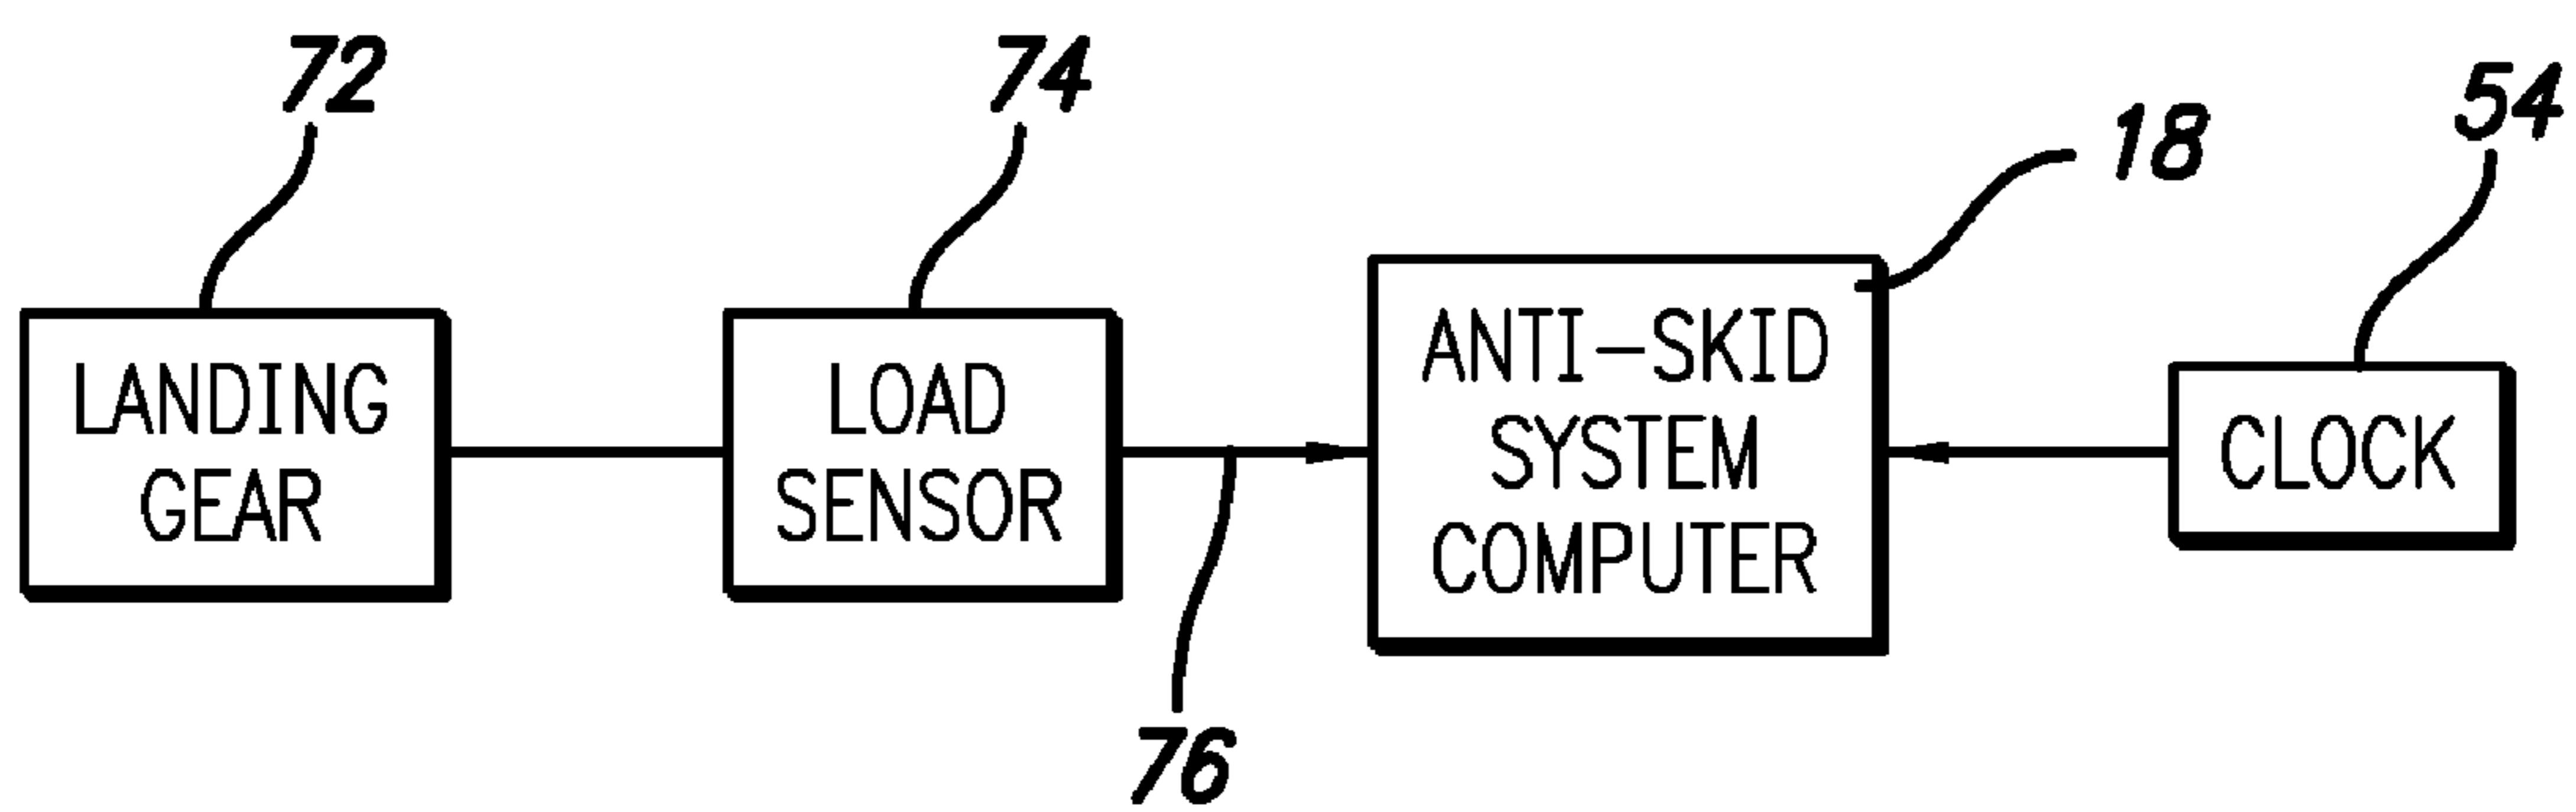 72
74
18
54
LANDING
GEAR
LOAD
SENSOR
ANTI-SKID
SYSTEM
COMPUTER
CLOCK
76